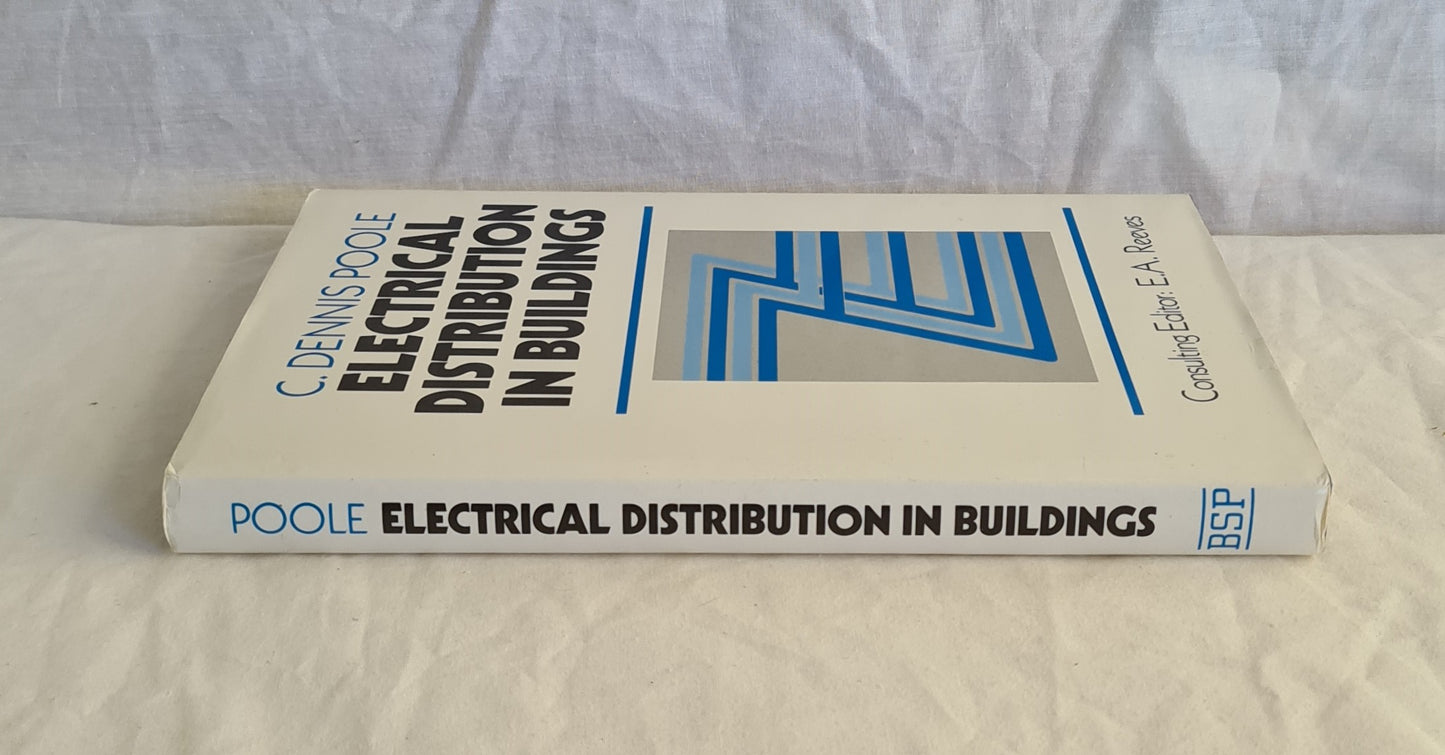 C. DENNIS POOLE
ELECTRICAL
DISTRIBUTION
IN BUILDINGS
Consulting Editor: E.A. Reeves
POOLE ELECTRICAL DISTRIBUTION IN BUILDINGS
BSP